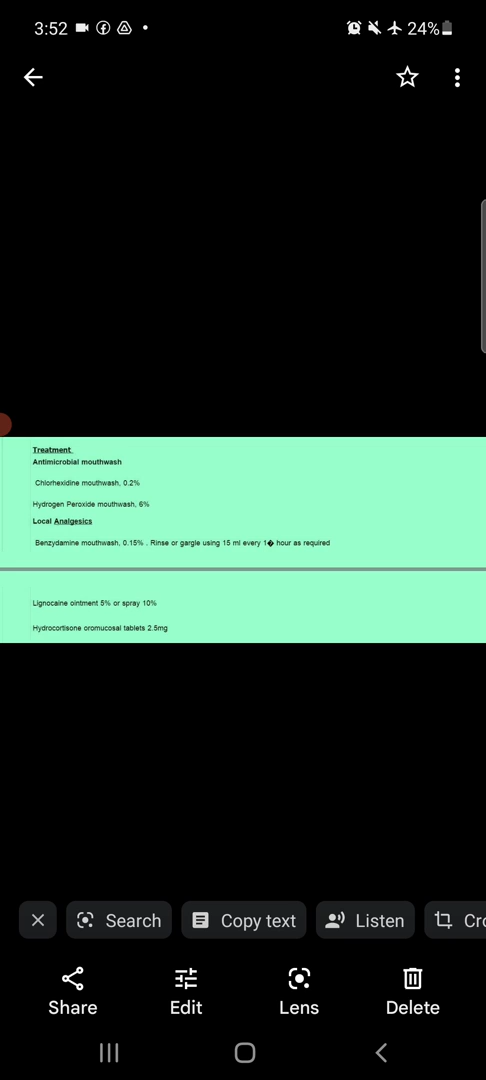 3:52
24%
Treatment
Antimicrobial mouthwash
Chlorhexidine mouthwash, 0.2%
Hydrogen Peroxide mouthwash, 6%
Local Analgesics
Benzydamine mouthwash, 0.15% . Rinse or gargle using 15 ml every 1� hour as required
Lignocaine ointment 5% or spray 10%
Hydrocortisone oromucosal tablets 2.5mg
Search Copy text Listen Cro
Share Edit Lens Delete